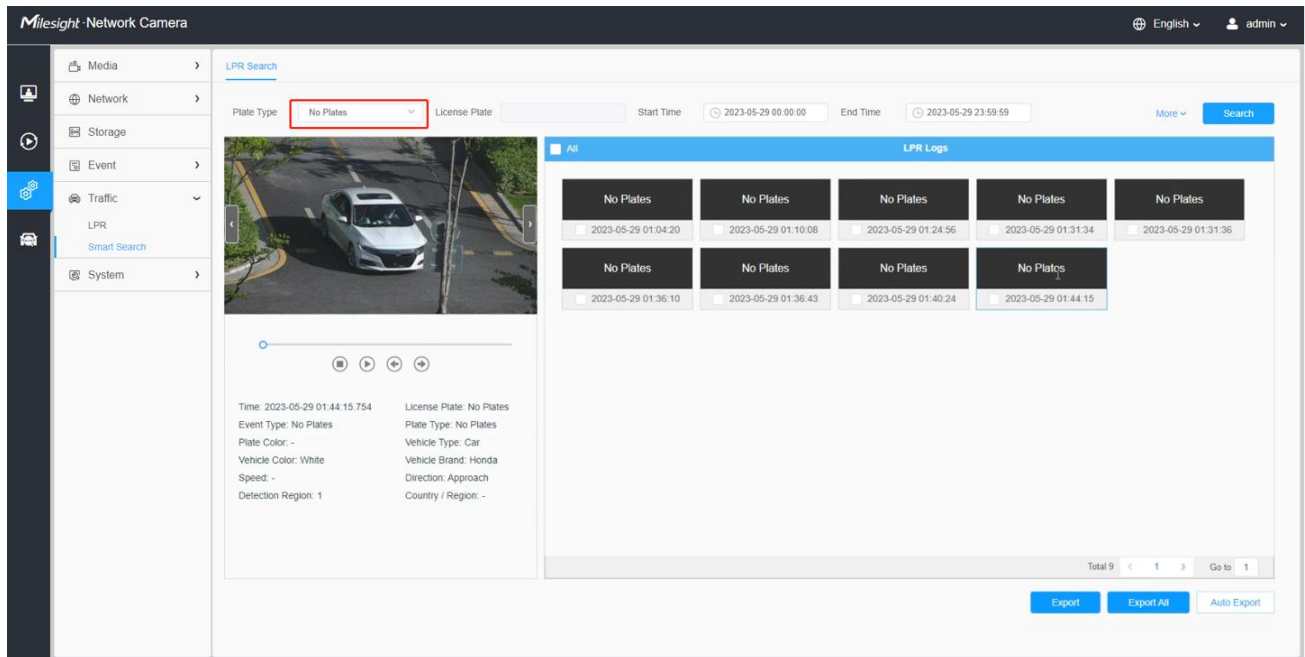 Milesight · Network Camera
English
admin
Media
Network
Storage
Event
Traffic
LPR
Smart Search
System
LPR Search
Plate Type No Plates License Plate Start Time 2023-05-29 00:00:00 End Time 2023-05-29 23:59:59 More Search
All LPR Logs
No Plates No Plates No Plates No Plates No Plates
2023-05-29 01:04:20 2023-05-29 01:10:08 2023-05-29 01:24:56 2023-05-29 01:31:34 2023-05-29 01:31:36
No Plates No Plates No Plates No Plates
2023-05-29 01:36:10 2023-05-29 01:36:43 2023-05-29 01:40:24 2023-05-29 01:44:15
Time: 2023-05-29 01:44:15.754 License Plate: No Plates
Event Type: No Plates Plate Type: No Plates
Plate Color: - Vehicle Type: Car
Vehicle Color: White Vehicle Brand: Honda
Speed: - Direction: Approach
Detection Region: 1 Country / Region: -
Total 9 < 1 > Go to 1
Export Export All Auto Export